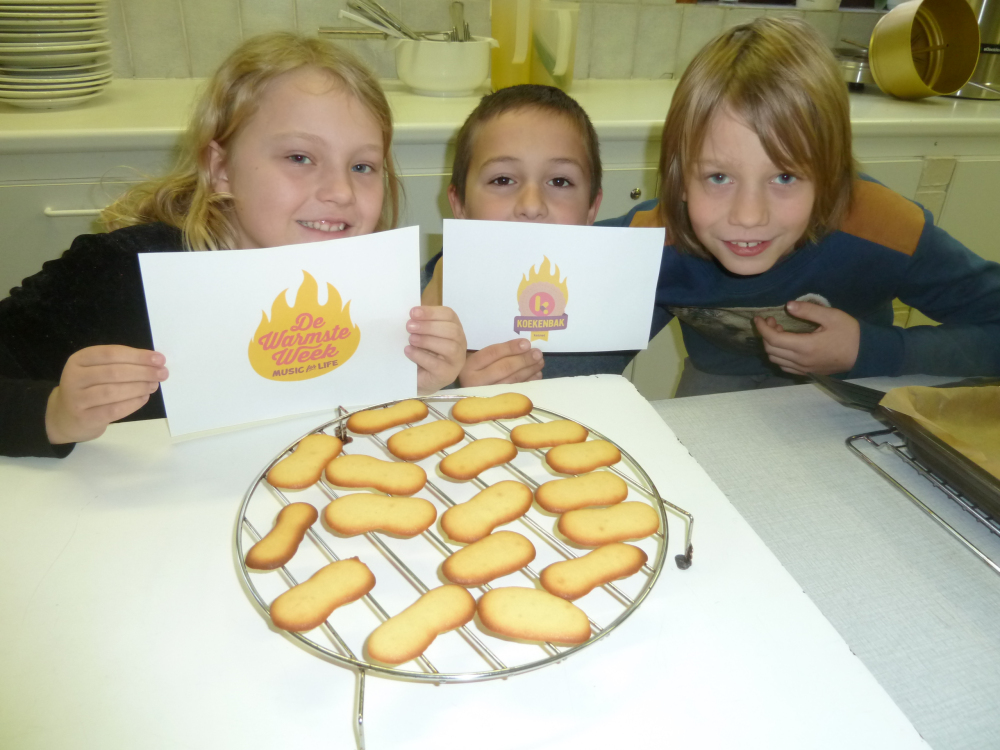 De
Warmste
Week
MUSIC FOR LIFE
k
KOEKENBAK